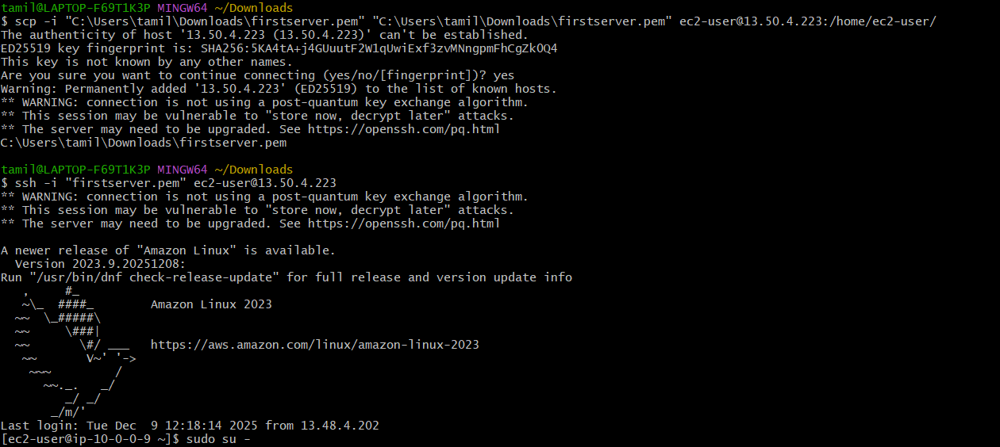 tamil@LAPTOP-F69T1K3P MINGW64 ~/Downloads
$ scp -i "C:\Users\tamil\Downloads\firstserver.pem" "C:\Users\tamil\Downloads\firstserver.pem" ec2-user@13.50.4.223:/home/ec2-user/
The authenticity of host '13.50.4.223 (13.50.4.223)' can't be established.
ED25519 key fingerprint is: SHA256:5KA4tA+j4GUuutF2W1qUwiExf3zvMNngpmFhCgZkOQ4
This key is not known by any other names.
Are you sure you want to continue connecting (yes/no/[fingerprint])? yes
Warning: Permanently added '13.50.4.223' (ED25519) to the list of known hosts.
** WARNING: connection is not using a post-quantum key exchange algorithm.
** This session may be vulnerable to "store now, decrypt later" attacks.
** The server may need to be upgraded. See https://openssh.com/pq.html
C:\Users\tamil\Downloads\firstserver.pem

tamil@LAPTOP-F69T1K3P MINGW64 ~/Downloads
$ ssh -i "firstserver.pem" ec2-user@13.50.4.223
** WARNING: connection is not using a post-quantum key exchange algorithm.
** This session may be vulnerable to "store now, decrypt later" attacks.
** The server may need to be upgraded. See https://openssh.com/pq.html

A newer release of "Amazon Linux" is available.
  Version 2023.9.20251208:
Run "/usr/bin/dnf check-release-update" for full release and version update info
   ,     #_
   ~\_  ####_        Amazon Linux 2023
  ~~  \_#####\
  ~~     \###|
  ~~       \#/ ___   https://aws.amazon.com/linux/amazon-linux-2023
   ~~       V~' '->
    ~~~         /
      ~~._.   _/
         _/ _/
       _/m/'
Last login: Tue Dec  9 12:18:14 2025 from 13.48.4.202
[ec2-user@ip-10-0-0-9 ~]$ sudo su -